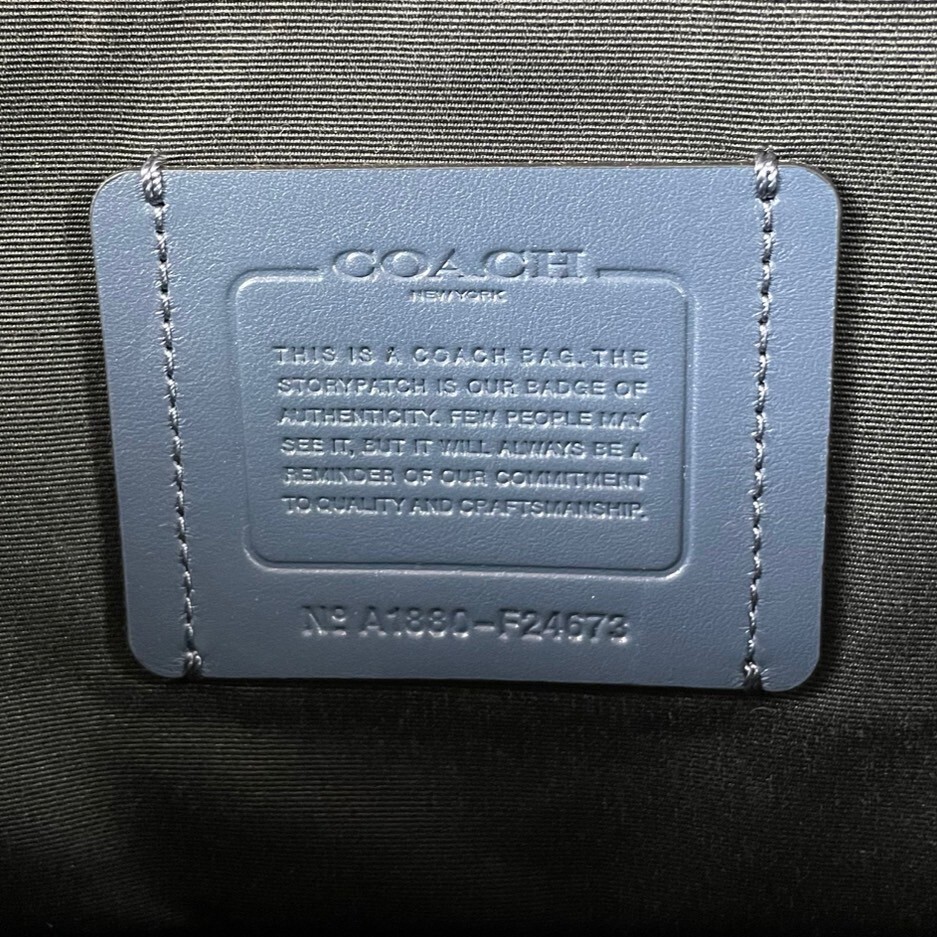 COACH
NEW YORK
THIS IS A COACH BAG. THE
STORYPATCH IS OUR BADGE OF
AUTHENTICITY. FEW PEOPLE MAY
SEE IT, BUT IT WILL ALWAYS BE A
REMINDER OF OUR COMMITMENT
TO QUALITY AND CRAFTSMANSHIP.
Nº A1880-F24673